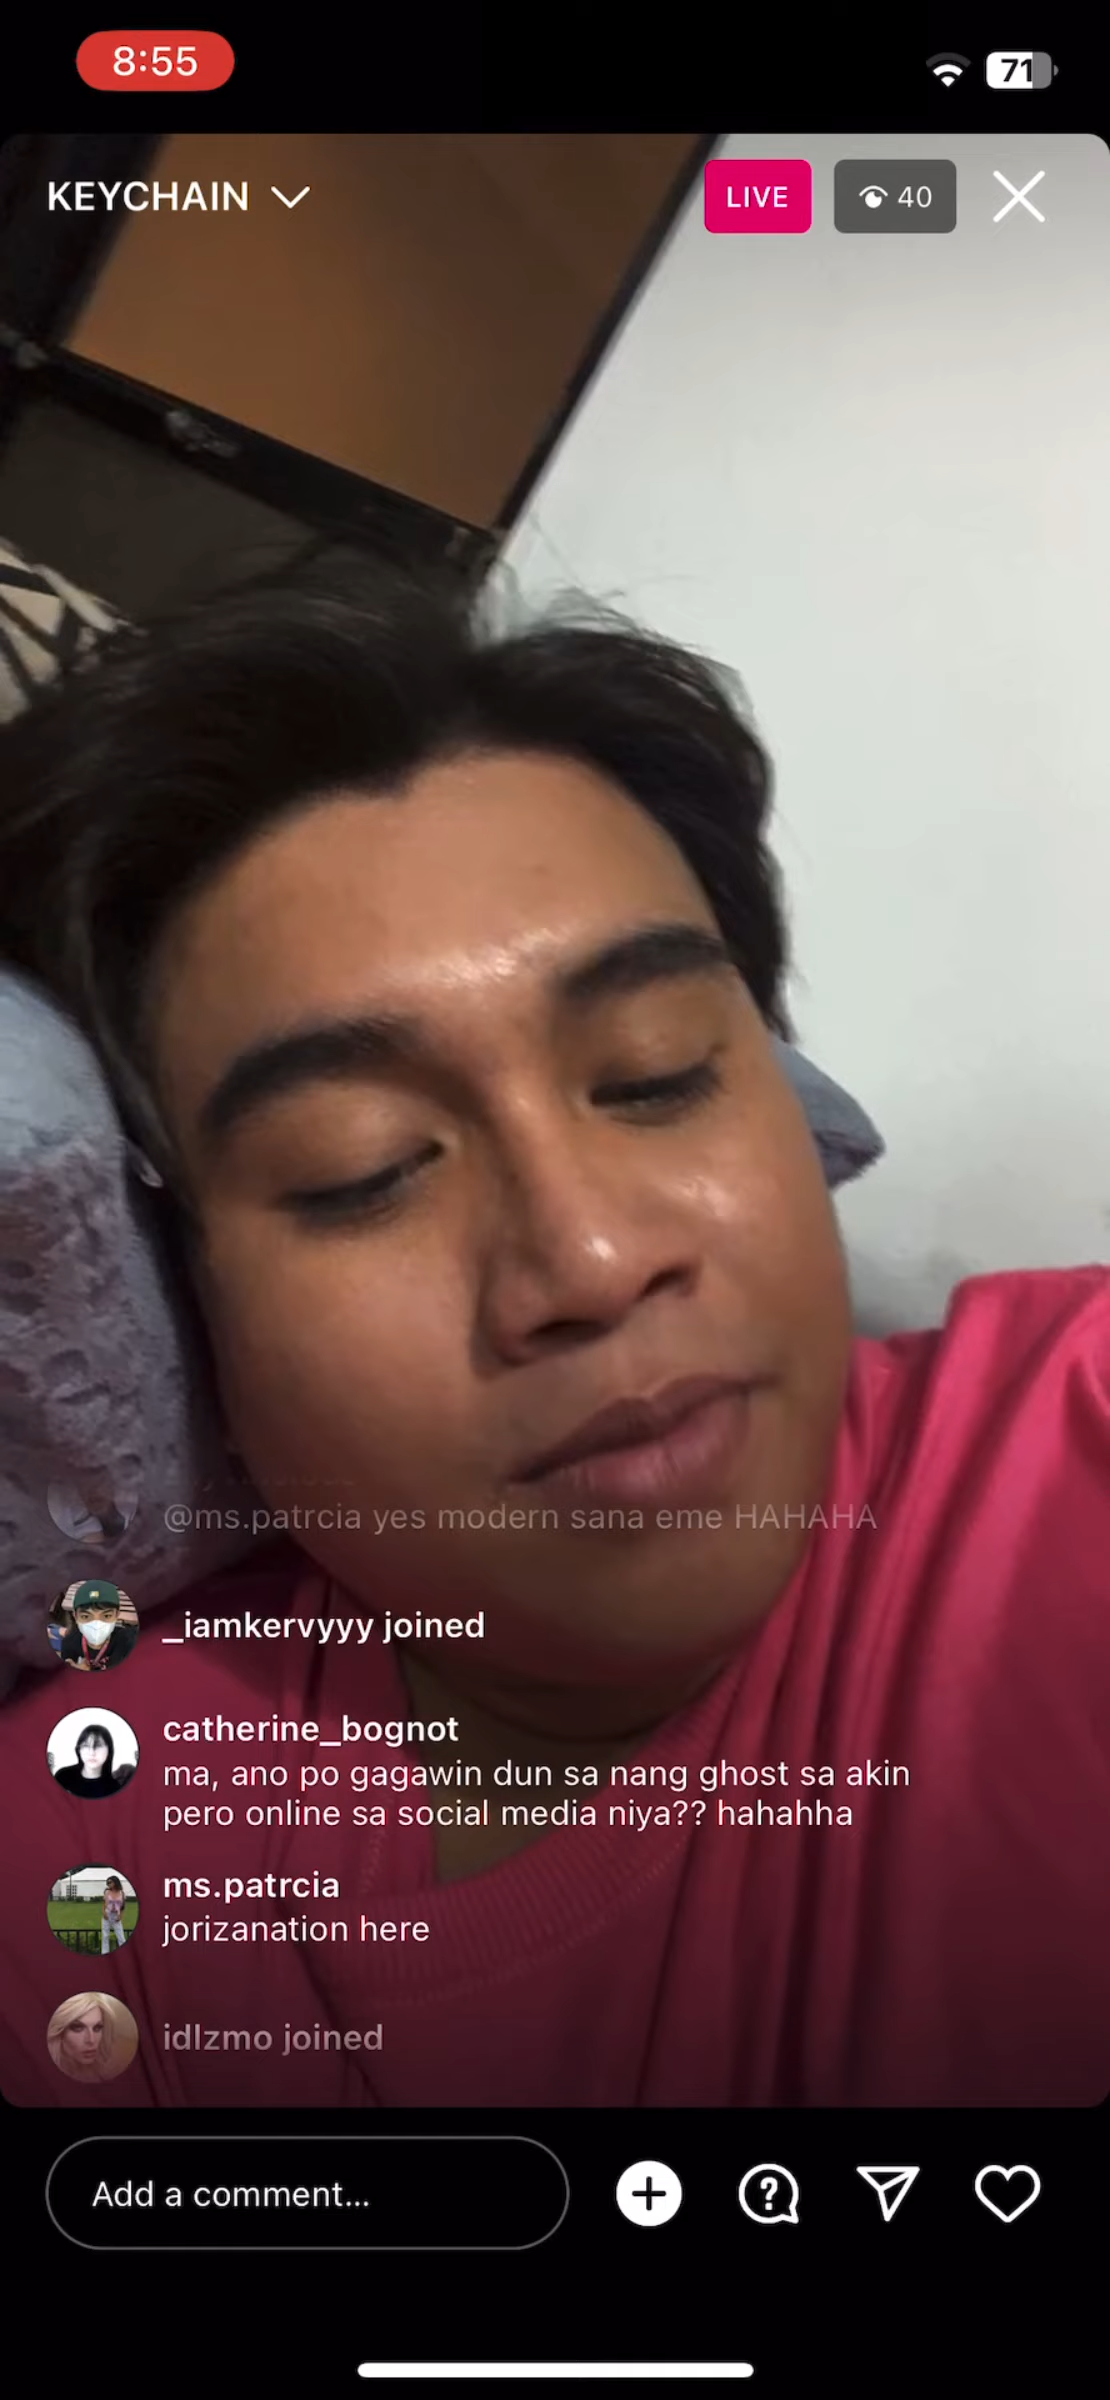 8:55
71
KEYCHAIN
LIVE
40
@ms.patrcia yes modern sana eme HAHAHA
_iamkervyyy joined
catherine_bognot
ma, ano po gagawin dun sa nang ghost sa akin
pero online sa social media niya?? hahahha
ms.patrcia
jorizanation here
idlzmo joined
Add a comment...